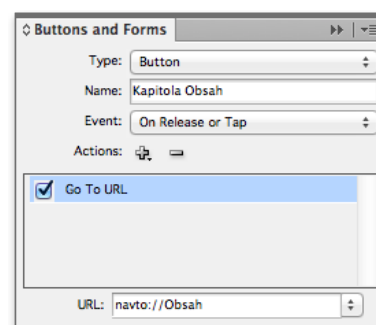 Buttons and Forms
Type: Button
Name: Kapitola Obsah
Event: On Release or Tap
Actions:
Go To URL
URL: navto://Obsah